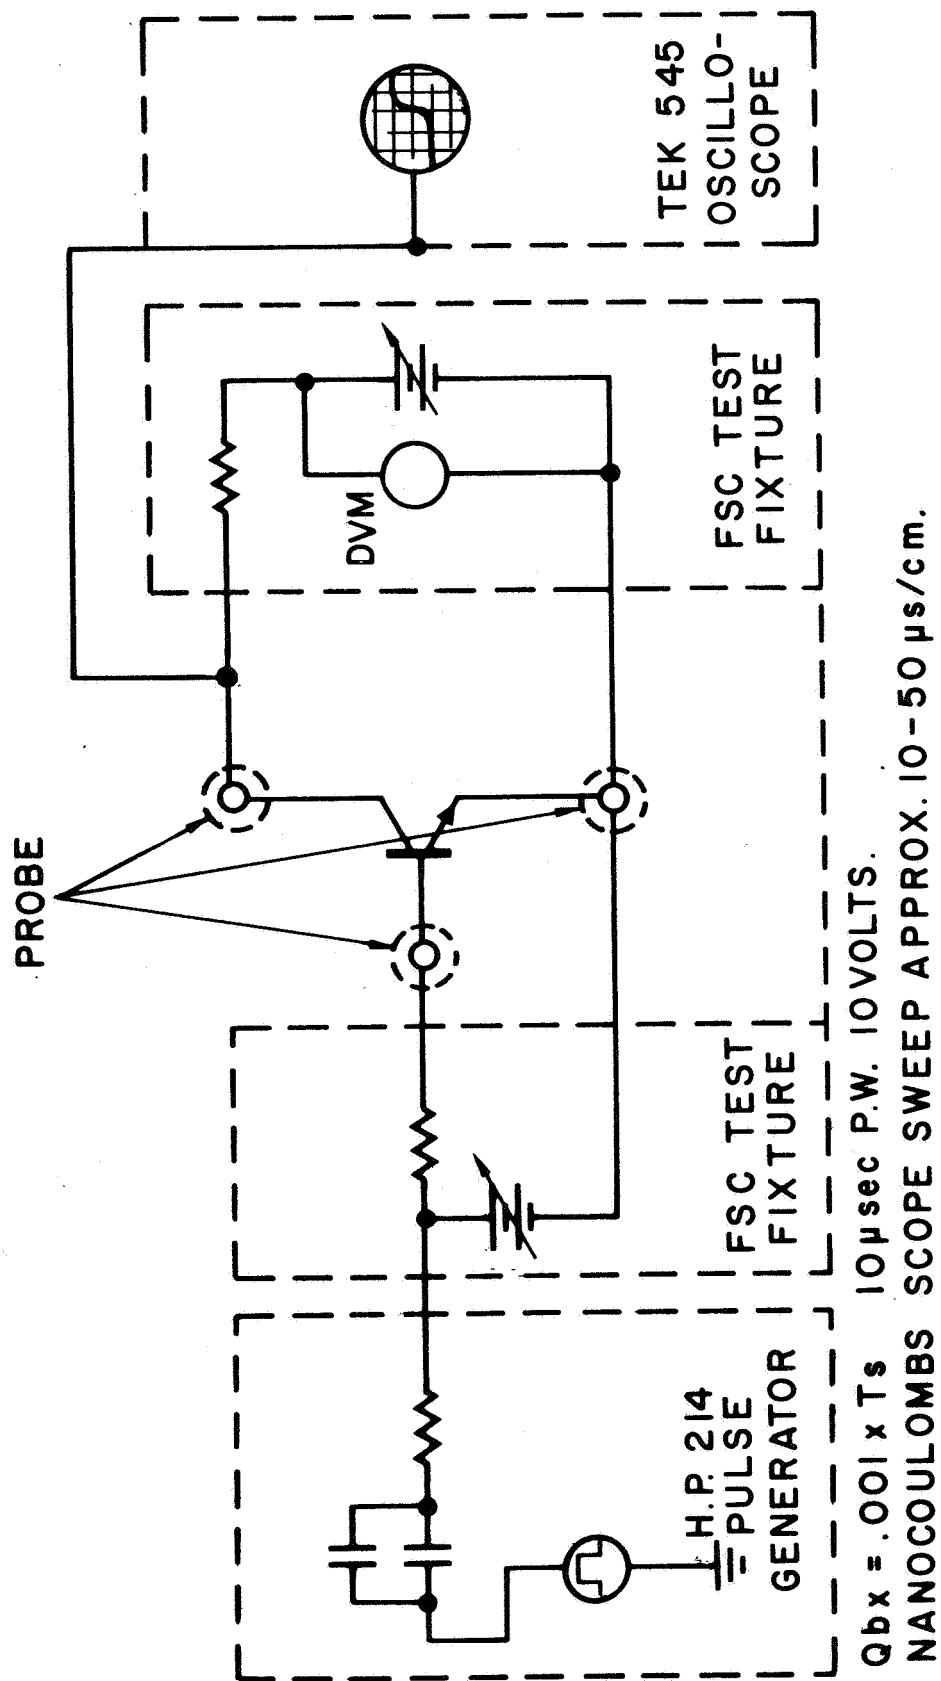 PROBE
H.P. 214
PULSE
GENERATOR
FSC TEST
FIXTURE
DVM
FSC TEST
FIXTURE
TEK 545
OSCILLO-
SCOPE
Qbx = .001 x Ts 10μsec P.W. 10VOLTS.
NANOCOULOMBS SCOPE SWEEP APPROX. 10-50 μs/cm.